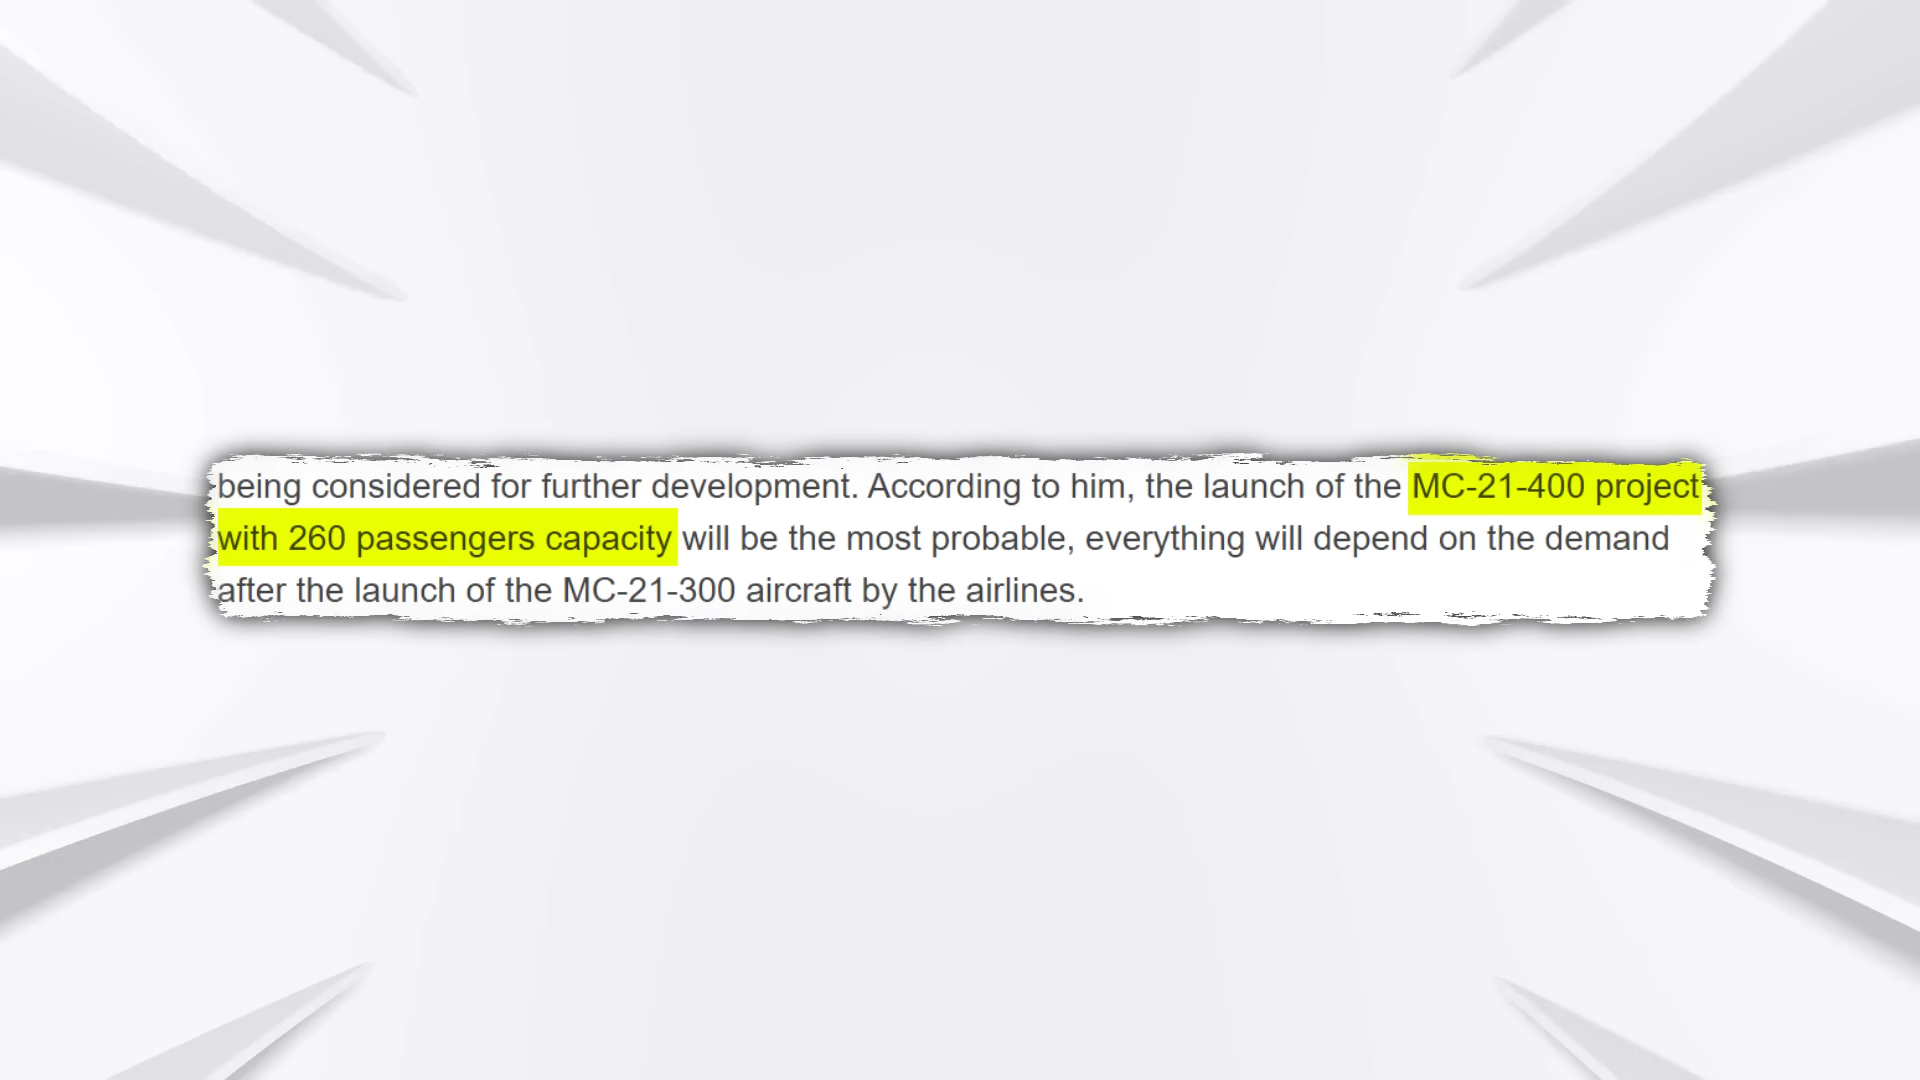 being considered for further development. According to him, the launch of the MC-21-400 project
with 260 passengers capacity will be the most probable, everything will depend on the demand
after the launch of the MC-21-300 aircraft by the airlines.